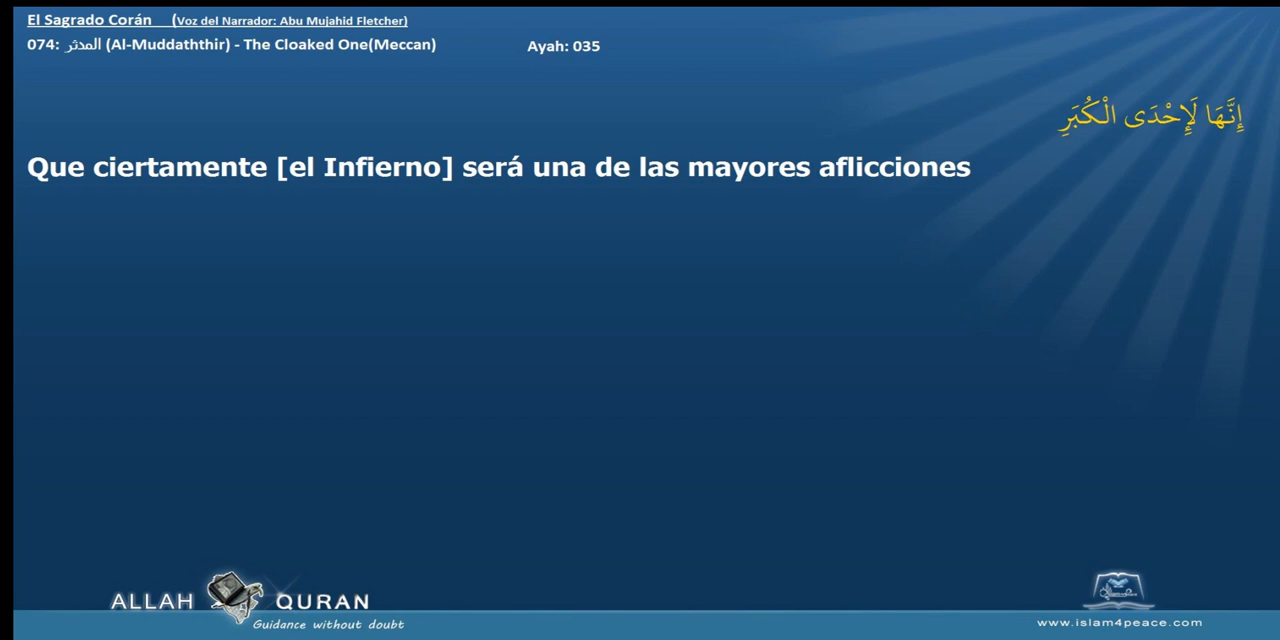 El Sagrado Corán (Voz del Narrador: Abu Mujahid Fletcher)
074: المدثر (Al-Muddaththir) - The Cloaked One(Meccan) Ayah: 035
إِنَّهَا لَإِحْدَى الْكُبَرِ
Que ciertamente [el Infierno] será una de las mayores aflicciones
ALLAH QURAN
Guidance without doubt
www.islam4peace.com